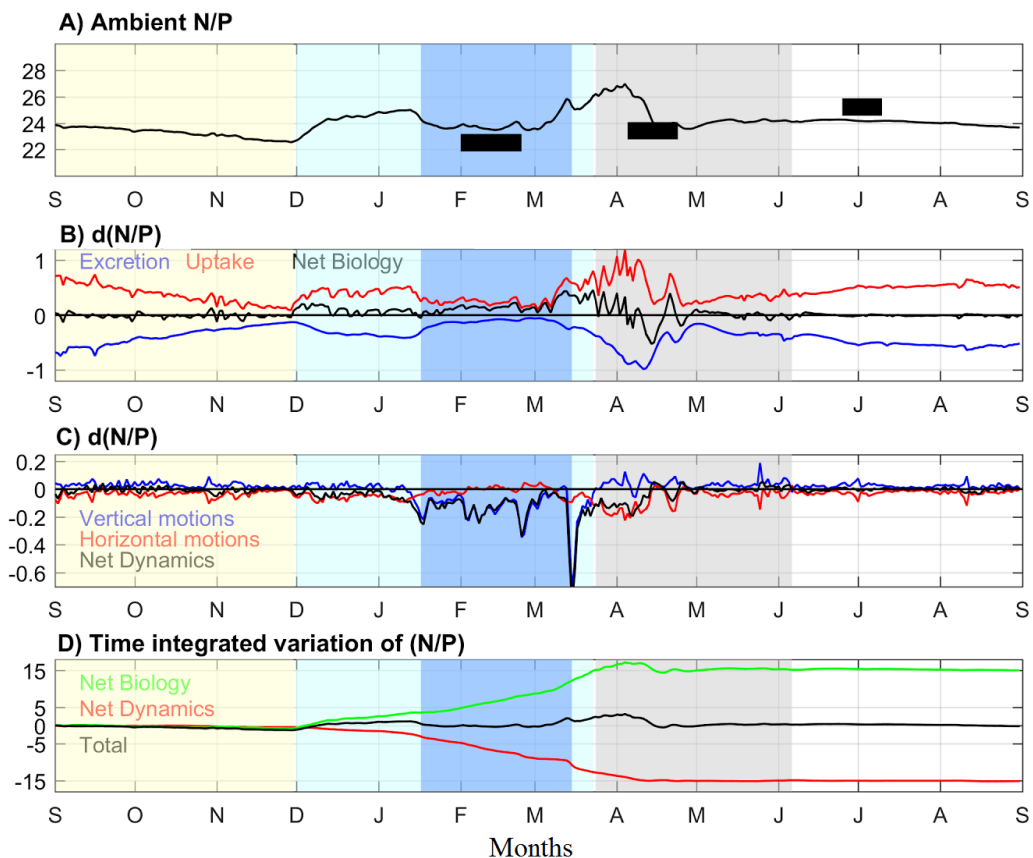 A) Ambient N/P
28
26
24
22
S O N D J F M A M J J A S
B) d(N/P)
Excretion Uptake Net Biology
1
0
-1
S O N D J F M A M J J A S
C) d(N/P)
0.2
0
-0.2
-0.4
-0.6
Vertical motions
Horizontal motions
Net Dynamics
S O N D J F M A M J J A S
D) Time integrated variation of (N/P)
15
5
0
-5
-15
Net Biology
Net Dynamics
Total
S O N D J F M A M J J A S
Months